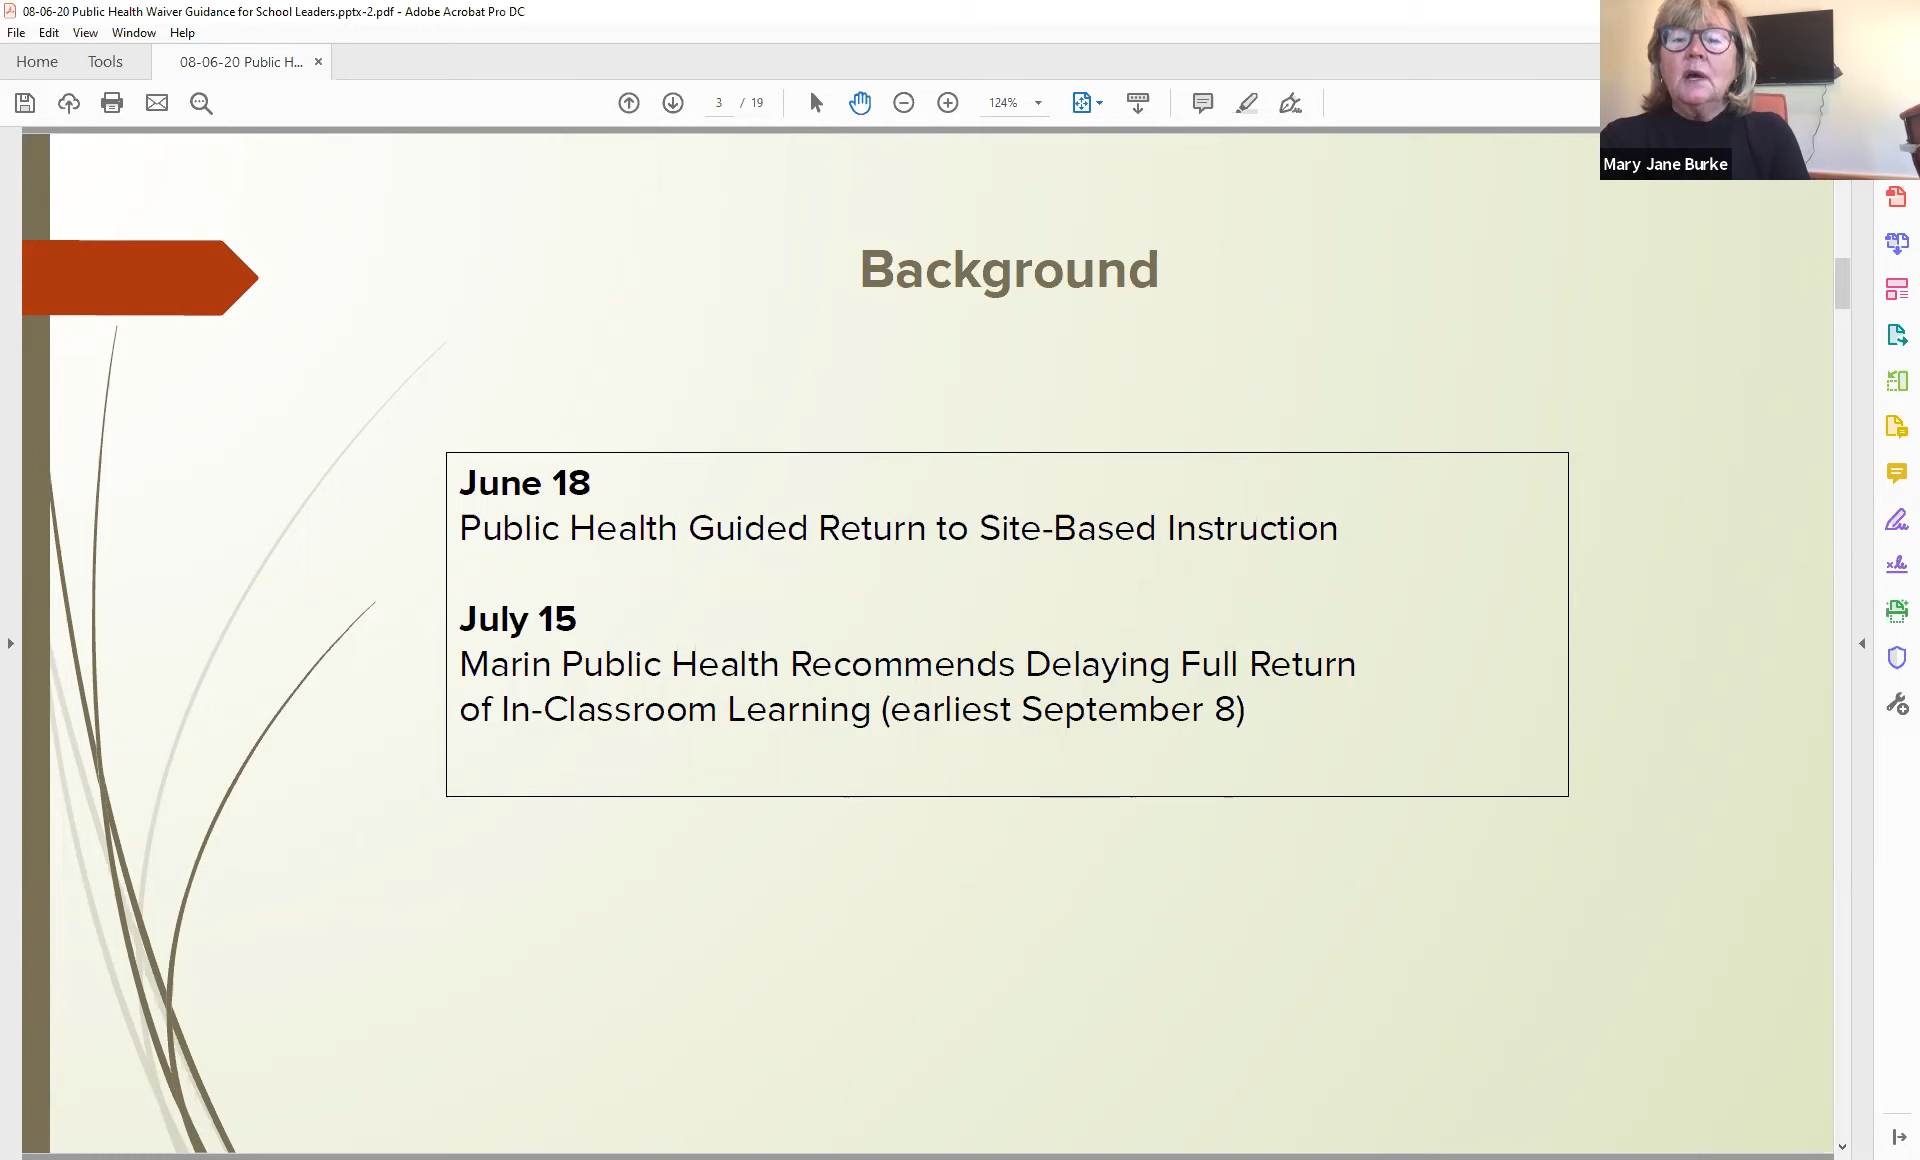 08-06-20 Public Health Waiver Guidance for School Leaders.pptx-2.pdf - Adobe Acrobat Pro DC
File Edit View Window Help
Home Tools 08-06-20 Public H... ×
3 / 19 124%
Mary Jane Burke
Background
June 18
Public Health Guided Return to Site-Based Instruction
July 15
Marin Public Health Recommends Delaying Full Return
of In-Classroom Learning (earliest September 8)